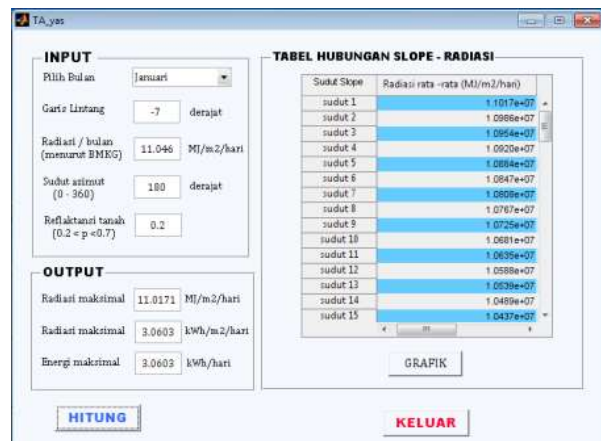 TA_yas
INPUT
Pilih Bulan Januari
Garis Lintang -7 derajat
Radiasi / bulan
(menurut BMKG) 11.046 MJ/m2/hari
Sudut azimut
(0 - 360) 180 derajat
Reflaktansi tanah
(0.2 < p <0.7) 0.2
OUTPUT
Radiasi maksimal 11.0171 MJ/m2/hari
Radiasi maksimal 3.0603 kWh/m2/hari
Energi maksimal 3.0603 kWh/hari
HITUNG
TABEL HUBUNGAN SLOPE - RADIASI
Sudut Slope Radiasi rata -rata (MJ/m2/hari)
sudut 1 1.1017e+07
sudut 2 1.0986e+07
sudut 3 1.0954e+07
sudut 4 1.0920e+07
sudut 5 1.0884e+07
sudut 6 1.0847e+07
sudut 7 1.0808e+07
sudut 8 1.0767e+07
sudut 9 1.0725e+07
sudut 10 1.0681e+07
sudut 11 1.0635e+07
sudut 12 1.0588e+07
sudut 13 1.0539e+07
sudut 14 1.0489e+07
sudut 15 1.0437e+07
GRAFIK
KELUAR